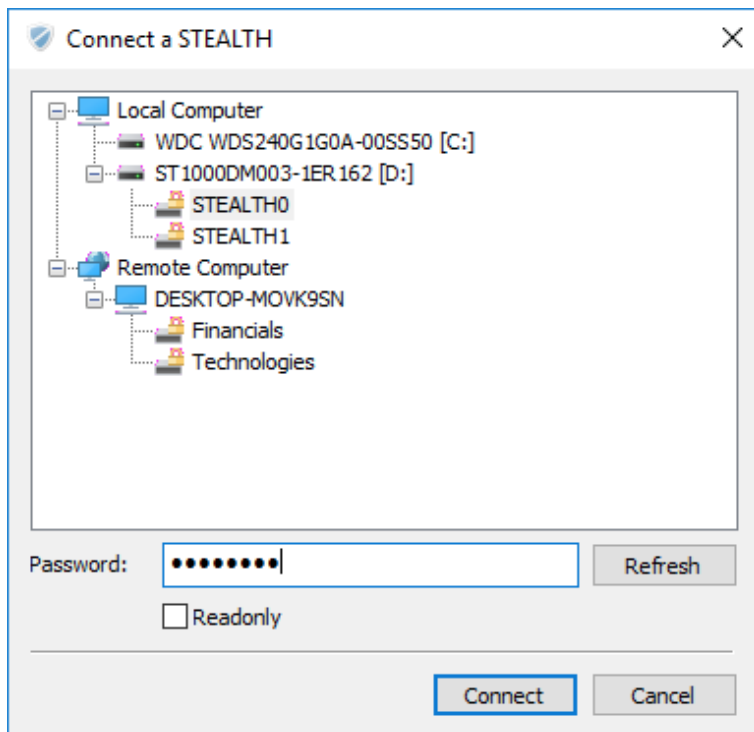 Connect a STEALTH
Local Computer
WDC WDS240G1G0A-00SS50 [C:]
ST1000DM003-1ER162 [D:]
STEALTH0
STEALTH1
Remote Computer
DESKTOP-MOVK9SN
Financials
Technologies
Password: ●●●●●●●● Refresh
Readonly
Connect Cancel